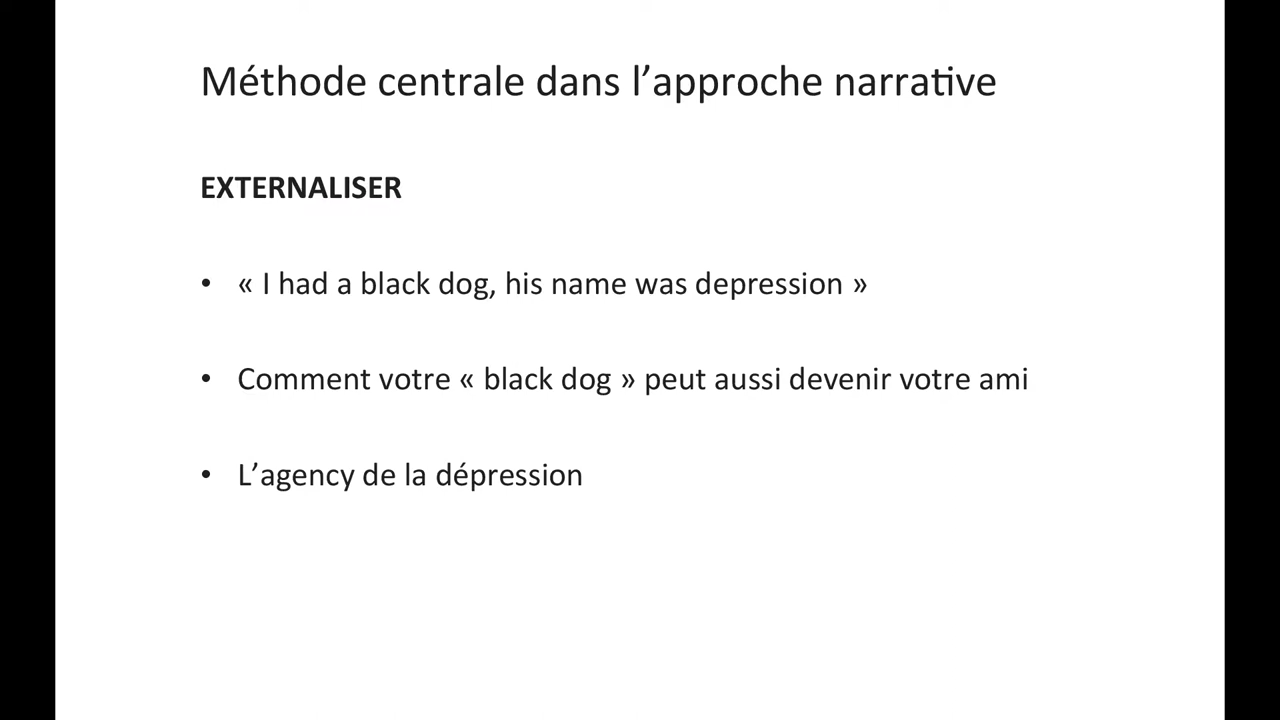 Méthode centrale dans l’approche narrative
EXTERNALISER
• « I had a black dog, his name was depression »
• Comment votre « black dog » peut aussi devenir votre ami
• L’agency de la dépression